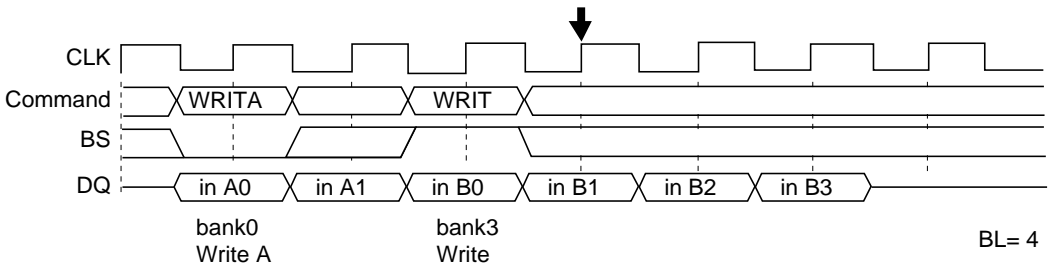 CLK
Command WRITA WRIT
BS
DQ in A0 in A1 in B0 in B1 in B2 in B3
bank0 bank3
Write A Write
BL= 4